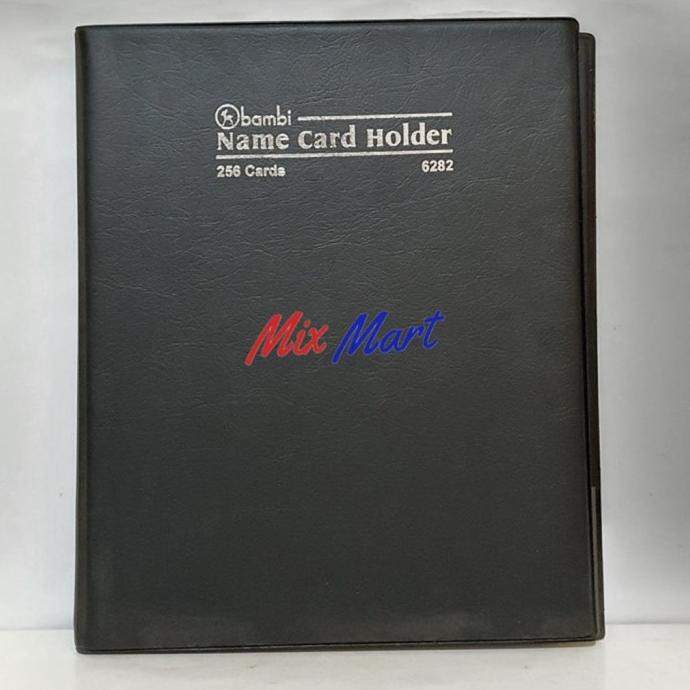 bambi
Name Card Holder
256 Cards 6282
Mix Mart